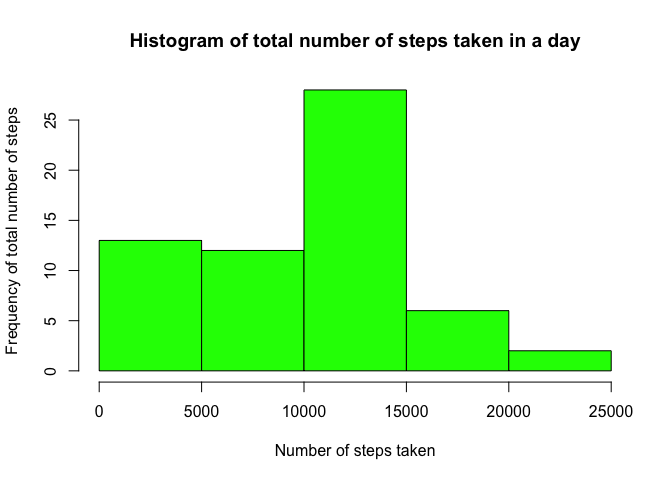 Histogram of total number of steps taken in a day
Frequency of total number of steps
25
20
15
10
5
0
0 5000 10000 15000 20000 25000
Number of steps taken